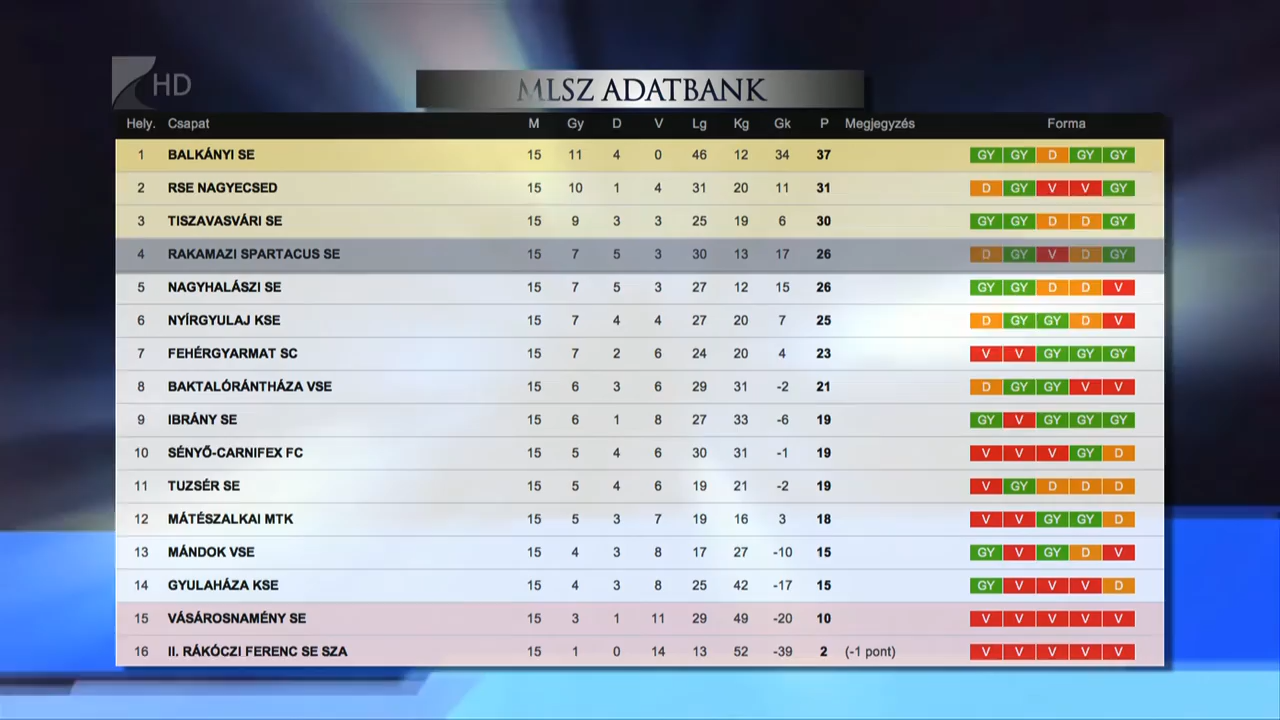 HD
MLSZ ADATBANK
Hely. Csapat M Gy D V Lg Kg Gk P Megjegyzés Forma
1 BALKÁNYI SE 15 11 4 0 46 12 34 37 GY GY D GY GY
2 RSE NAGYECSED 15 10 1 4 31 20 11 31 D GY V V GY
3 TISZAVASVÁRI SE 15 9 3 3 25 19 6 30 GY GY D D GY
4 RAKAMAZI SPARTACUS SE 15 7 5 3 30 13 17 26 D GY V D GY
5 NAGYHALÁSZI SE 15 7 5 3 27 12 15 26 GY GY D D V
6 NYÍRGYULAJ KSE 15 7 4 4 27 20 7 25 D GY GY D V
7 FEHÉRGYARMAT SC 15 7 2 6 24 20 4 23 V V GY GY GY
8 BAKTALÓRÁNTHÁZA VSE 15 6 3 6 29 31 -2 21 D GY GY V V
9 IBRÁNY SE 15 6 1 8 27 33 -6 19 GY V GY GY GY
10 SÉNYŐ-CARNIFEX FC 15 5 4 6 30 31 -1 19 V V V GY D
11 TUZSÉR SE 15 5 4 6 19 21 -2 19 V GY D D D
12 MÁTÉSZALKAI MTK 15 5 3 7 19 16 3 18 V V GY GY D
13 MÁNDOK VSE 15 4 3 8 17 27 -10 15 GY V GY D V
14 GYULAHÁZA KSE 15 4 3 8 25 42 -17 15 GY V V V D
15 VÁSÁROSNAMÉNY SE 15 3 1 11 29 49 -20 10 V V V V V
16 II. RÁKÓCZI FERENC SE SZA 15 1 0 14 13 52 -39 2 (-1 pont) V V V V V